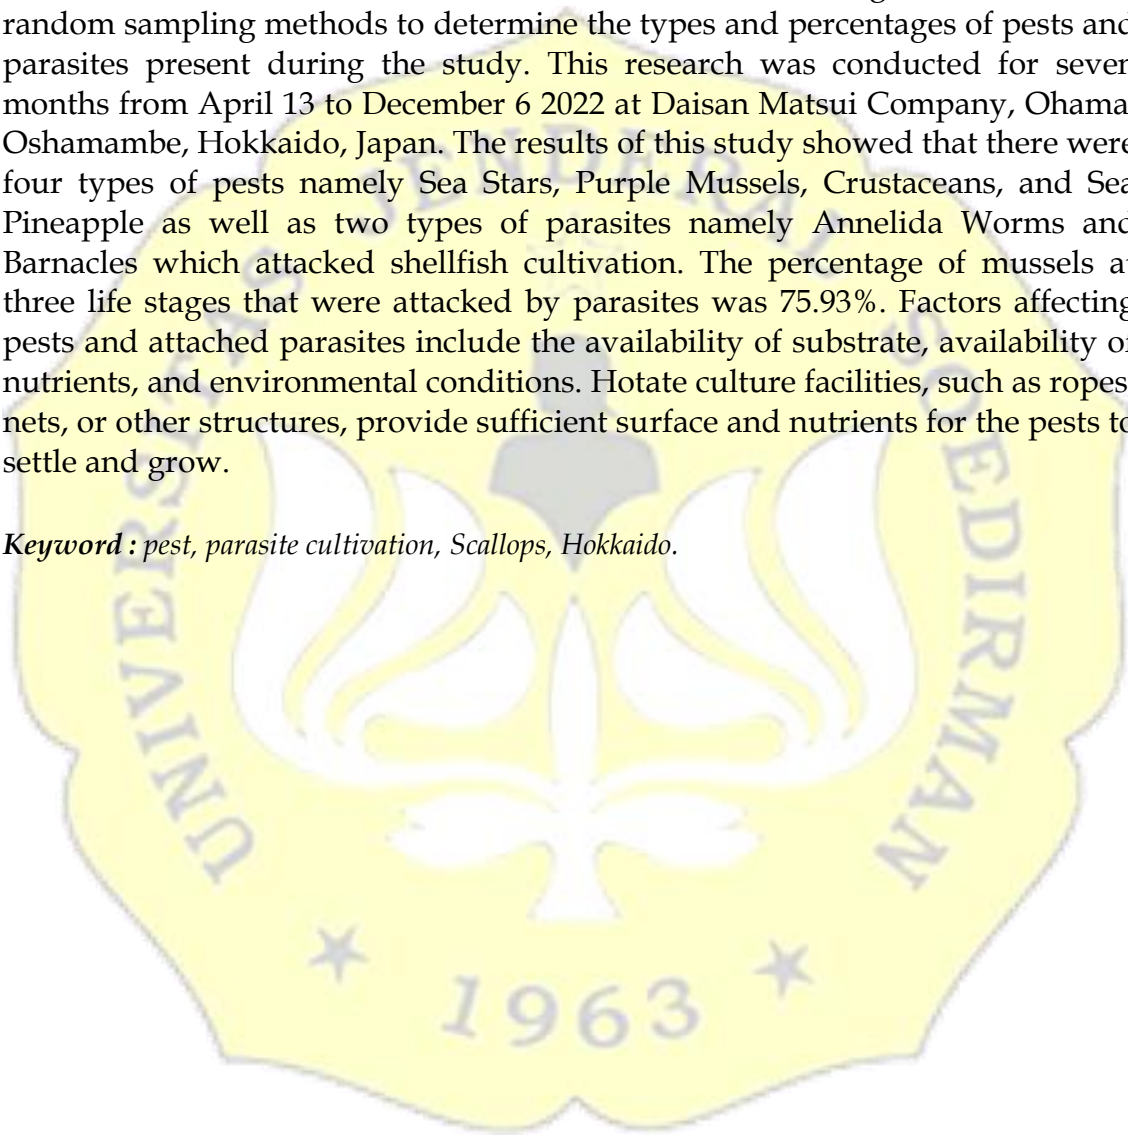 random sampling methods to determine the types and percentages of pests and
parasites present during the study. This research was conducted for seven
months from April 13 to December 6 2022 at Daisan Matsui Company, Ohama
Oshamambe, Hokkaido, Japan. The results of this study showed that there were
four types of pests namely Sea Stars, Purple Mussels, Crustaceans, and Sea
Pineapple as well as two types of parasites namely Annelida Worms and
Barnacles which attacked shellfish cultivation. The percentage of mussels at
three life stages that were attacked by parasites was 75.93%. Factors affecting
pests and attached parasites include the availability of substrate, availability of
nutrients, and environmental conditions. Hotate culture facilities, such as ropes
nets, or other structures, provide sufficient surface and nutrients for the pests to
settle and grow.
Keyword : pest, parasite cultivation, Scallops, Hokkaido.
UNIVERSITAS JENDERAL SOEDIRMAN
1963